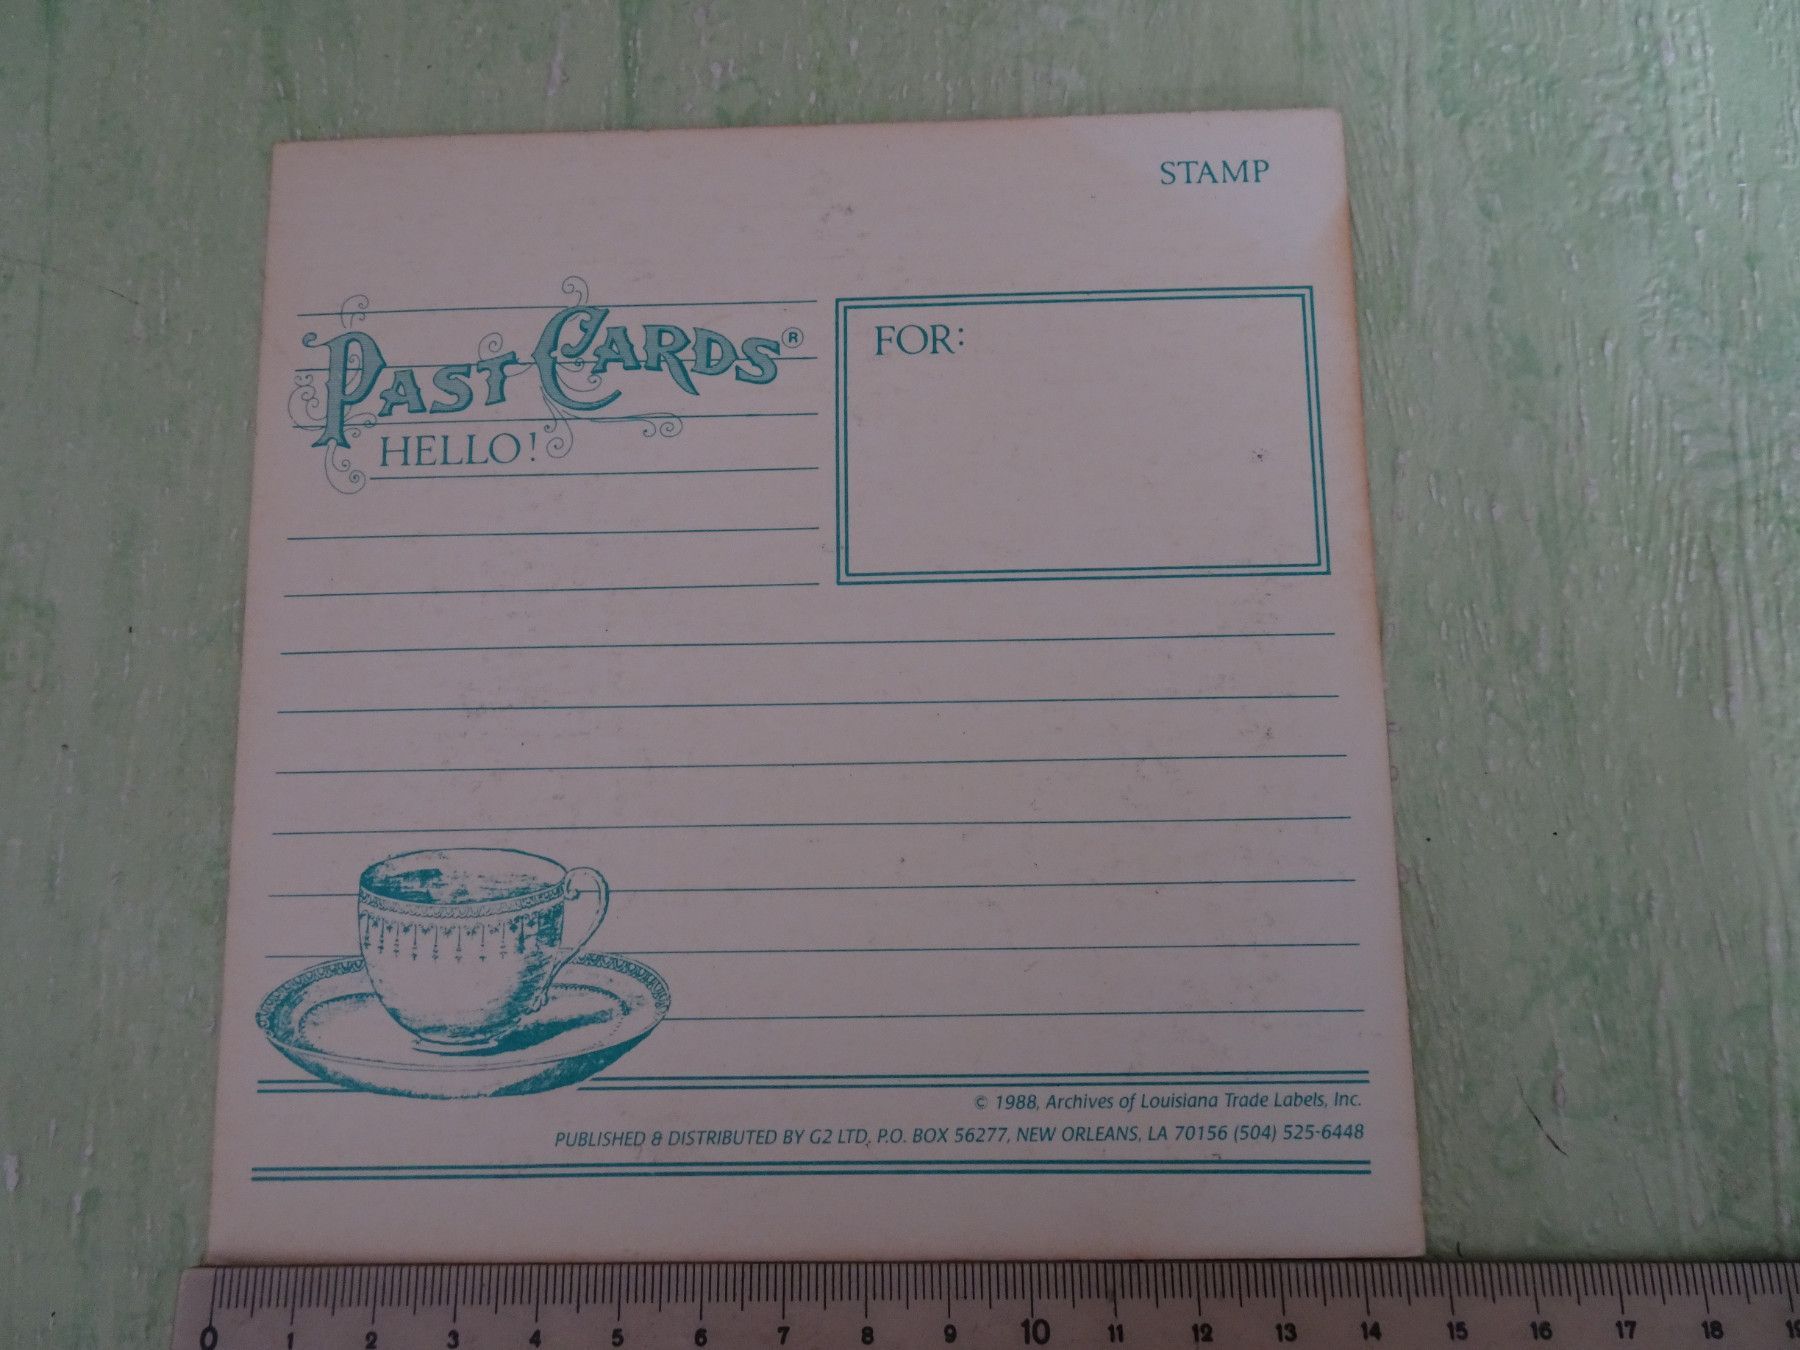 STAMP
PAST CARDS®
HELLO!
FOR:
© 1988, Archives of Louisiana Trade Labels, Inc.
PUBLISHED & DISTRIBUTED BY G2 LTD, P.O. BOX 56277, NEW ORLEANS, LA 70156 (504) 525-6448
0 1 2 3 4 5 6 7 8 9 10 11 12 13 14 15 16 17 18 19